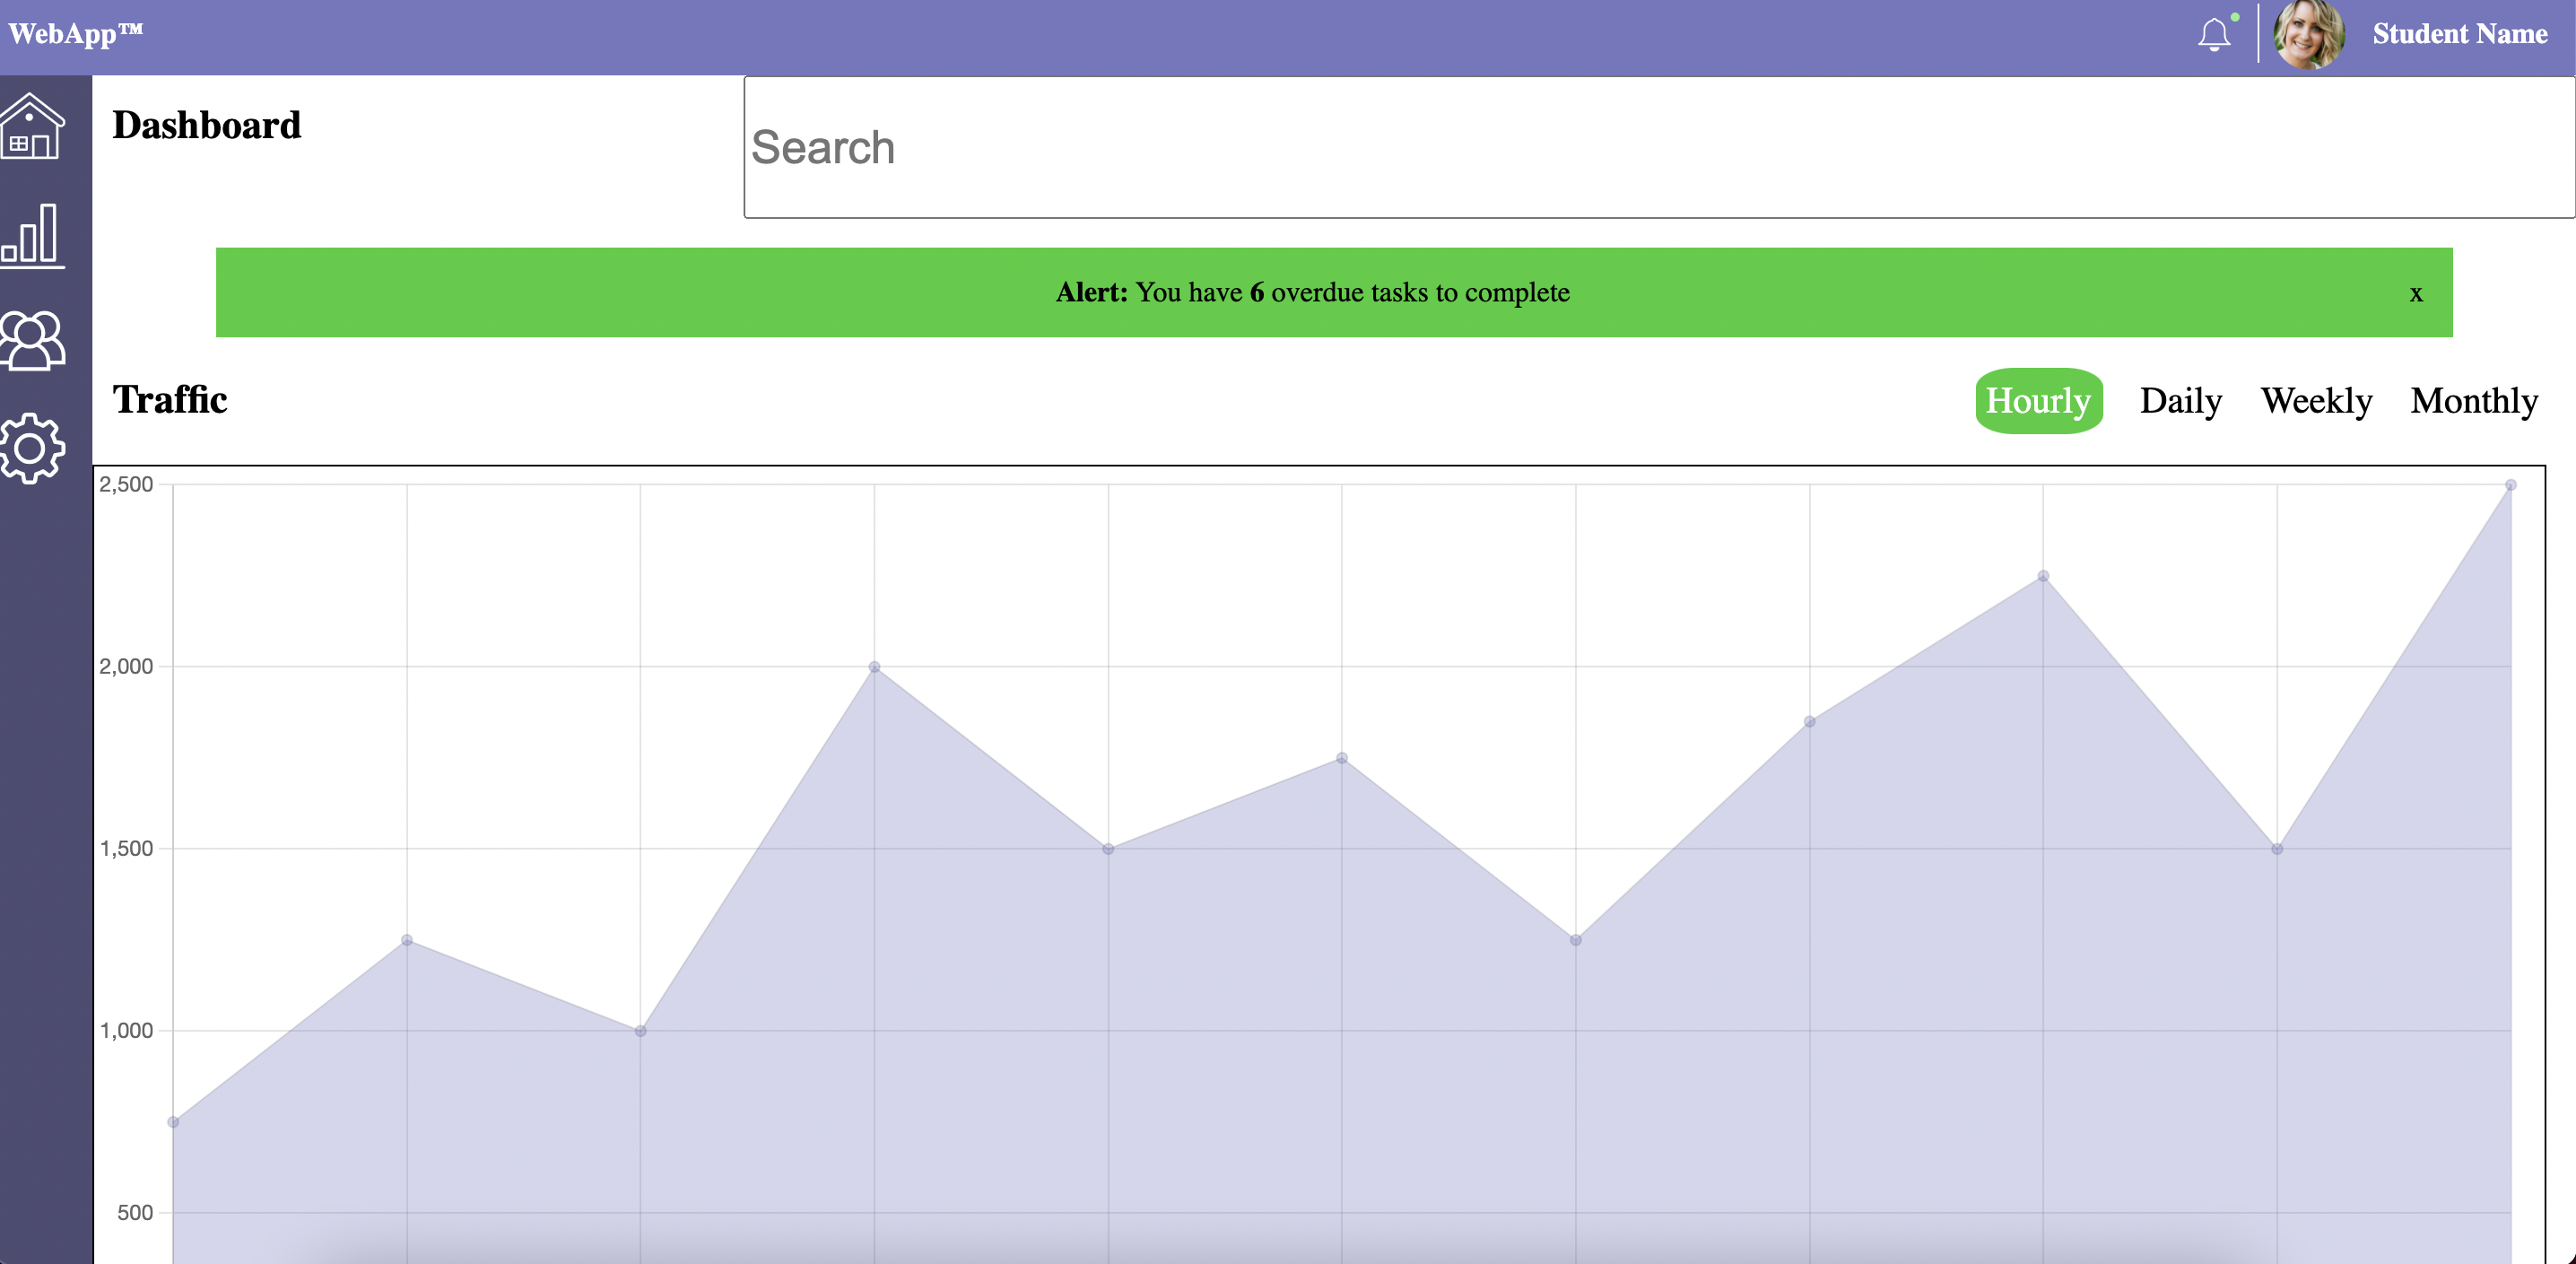 WebApp™
Student Name
Dashboard
Search
Alert: You have 6 overdue tasks to complete
x
Traffic
Hourly Daily Weekly Monthly
2,500
2,000
1,500
1,000
500